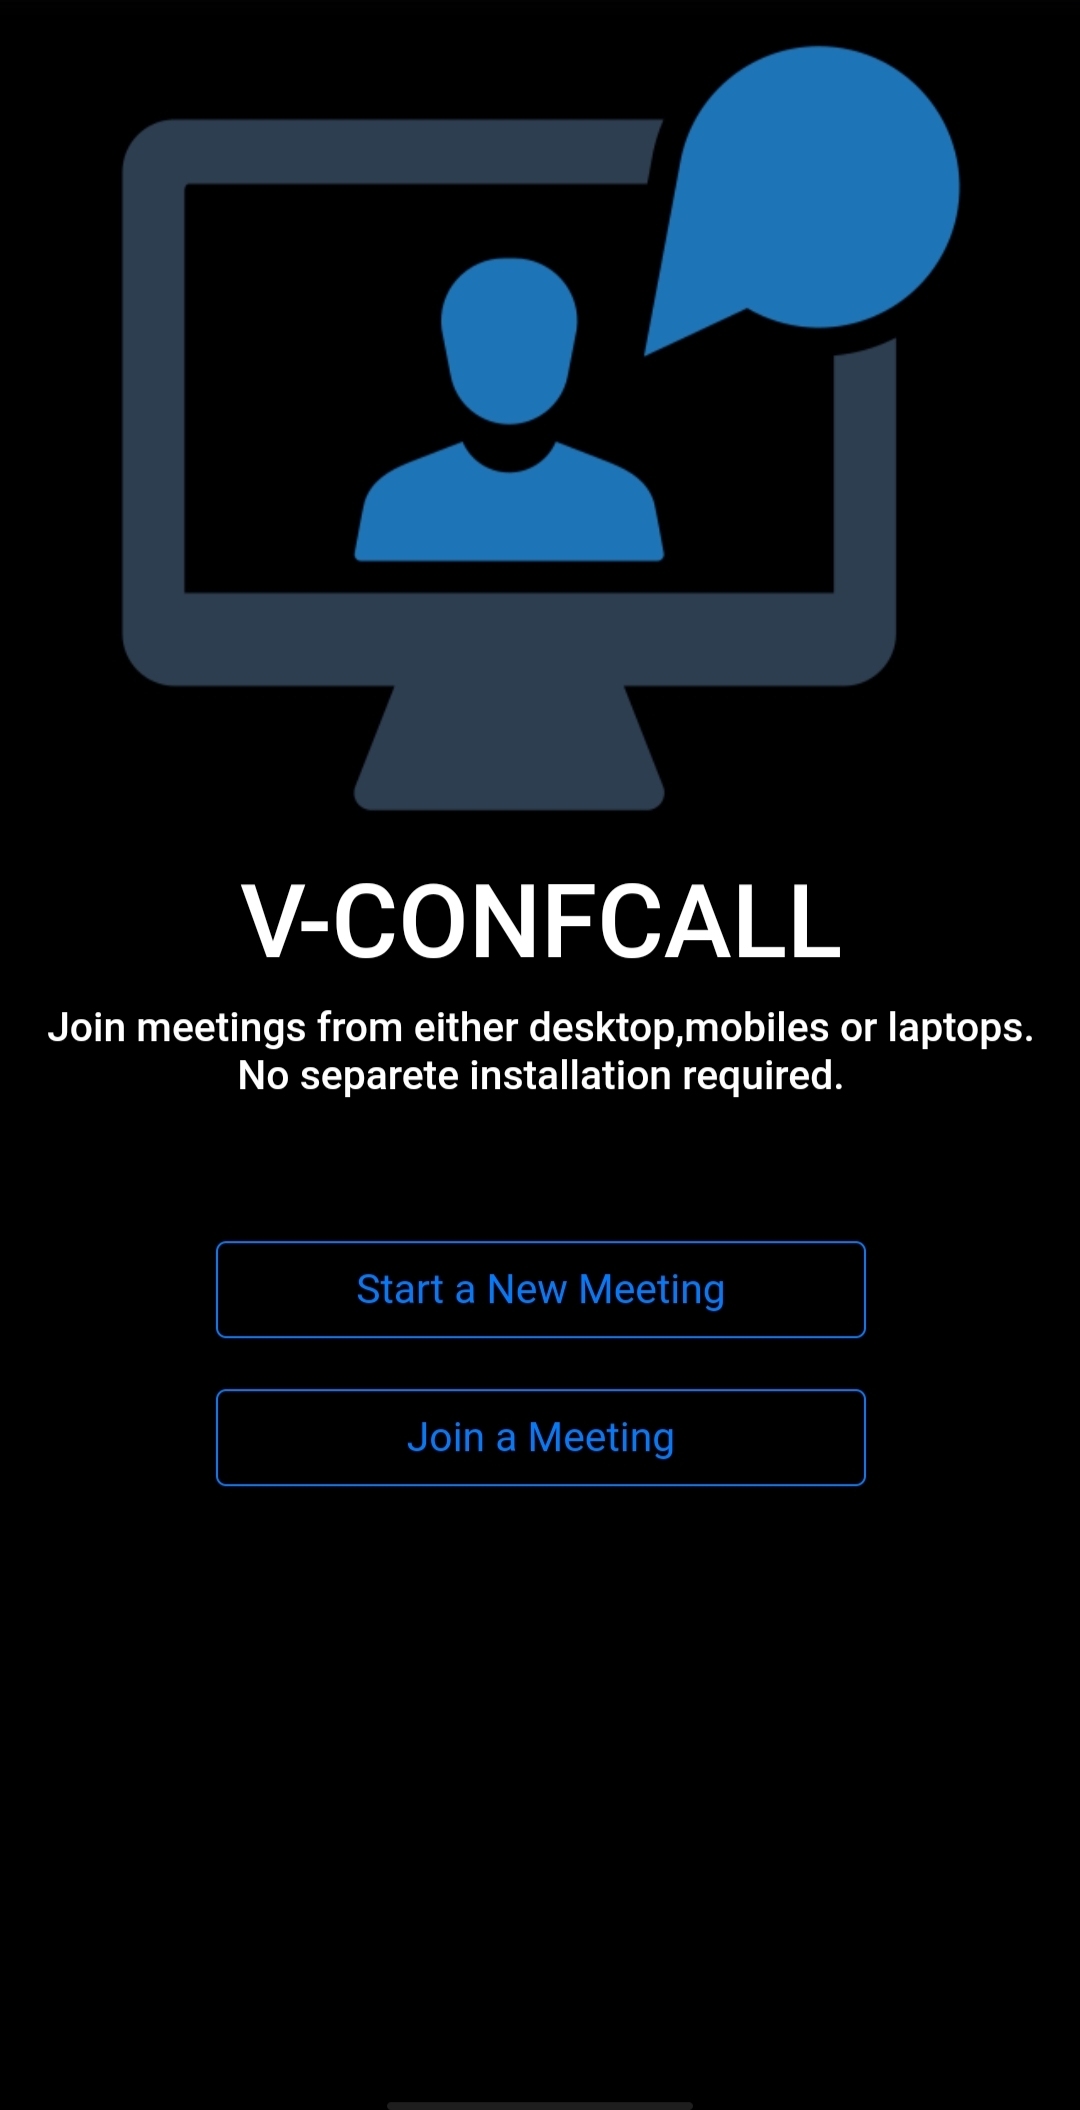 V-CONFCALL
Join meetings from either desktop,mobiles or laptops.
No separete installation required.
Start a New Meeting
Join a Meeting